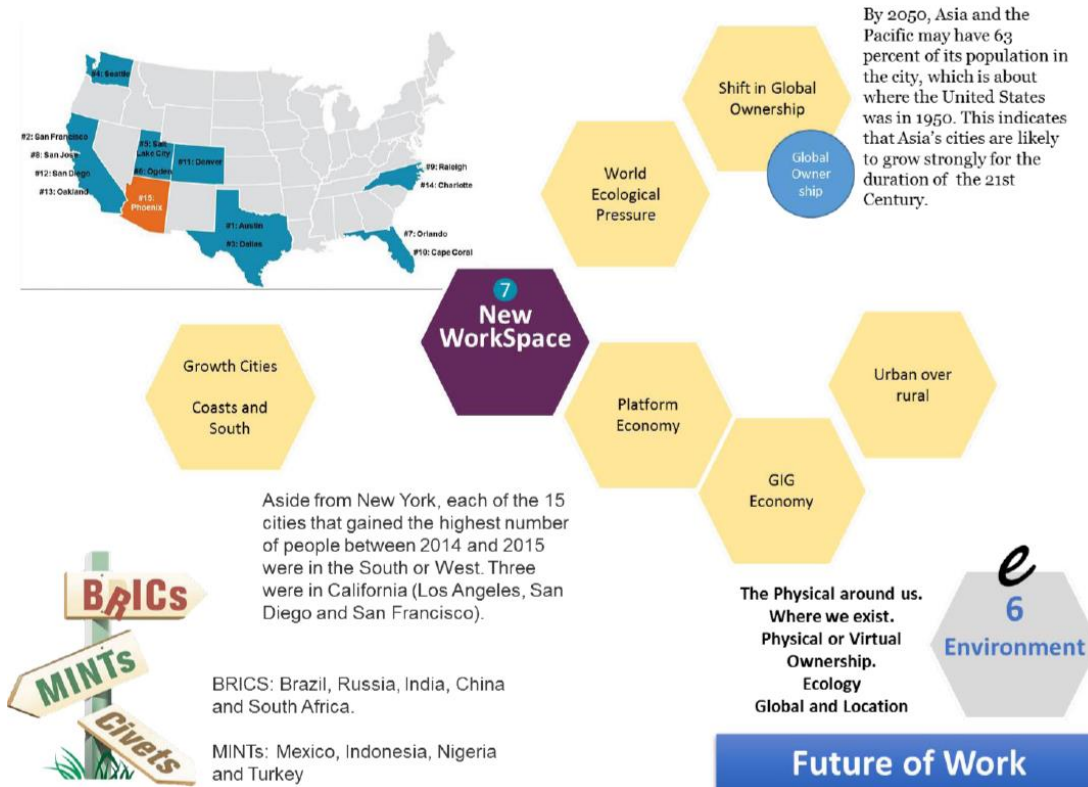 #4: Seattle
#2: San Francisco
#8: San Jose
#12: San Diego
#13: Oakland
#5: Salt
Lake City
#6: Ogden
#11: Denver
#15:
Phoenix
#1: Austin
#3: Dallas
#9: Raleigh
#14: Charlotte
#7: Orlando
#10: Cape Coral
Shift in Global
Ownership
Global
Owner
ship
By 2050, Asia and the
Pacific may have 63
percent of its population in
the city, which is about
where the United States
was in 1950. This indicates
that Asia's cities are likely
to grow strongly for the
duration of the 21st
Century.
World
Ecological
Pressure
7
New
WorkSpace
Growth Cities
Coasts and
South
Platform
Economy
GIG
Economy
Urban over
rural
Aside from New York, each of the 15
cities that gained the highest number
of people between 2014 and 2015
were in the South or West. Three
were in California (Los Angeles, San
Diego and San Francisco).
BRICs
MINTs
Civets
BRICS: Brazil, Russia, India, China
and South Africa.
MINTs: Mexico, Indonesia, Nigeria
and Turkey
The Physical around us.
Where we exist.
Physical or Virtual
Ownership.
Ecology
Global and Location
e
6
Environment
Future of Work